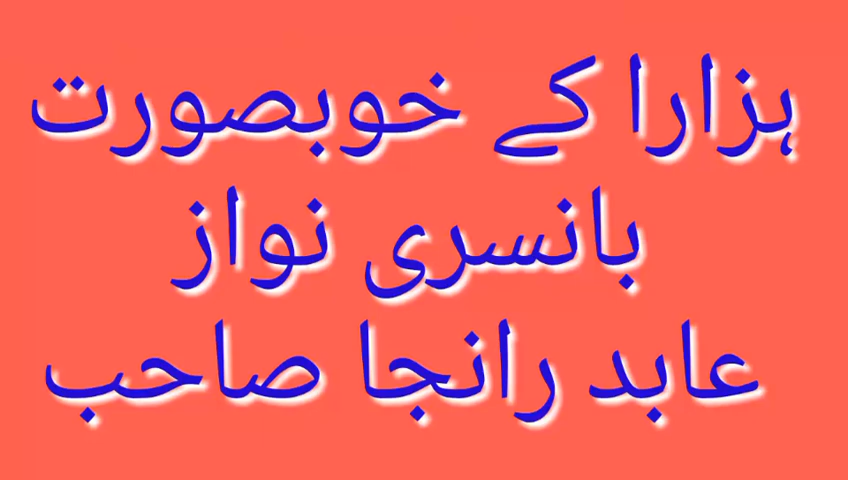 ہزارا کے خوبصورت
بانسری نواز
عابد رانجا صاحب